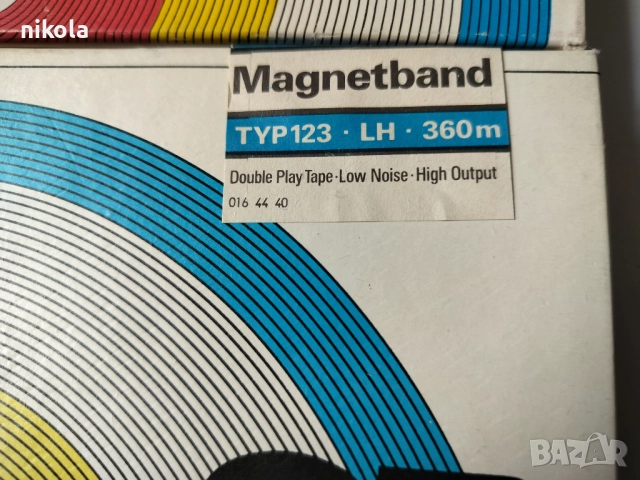 nikola
Magnetband
TYP123 · LH · 360m
Double Play Tape·Low Noise·High Output
016 44 40
BAZAR